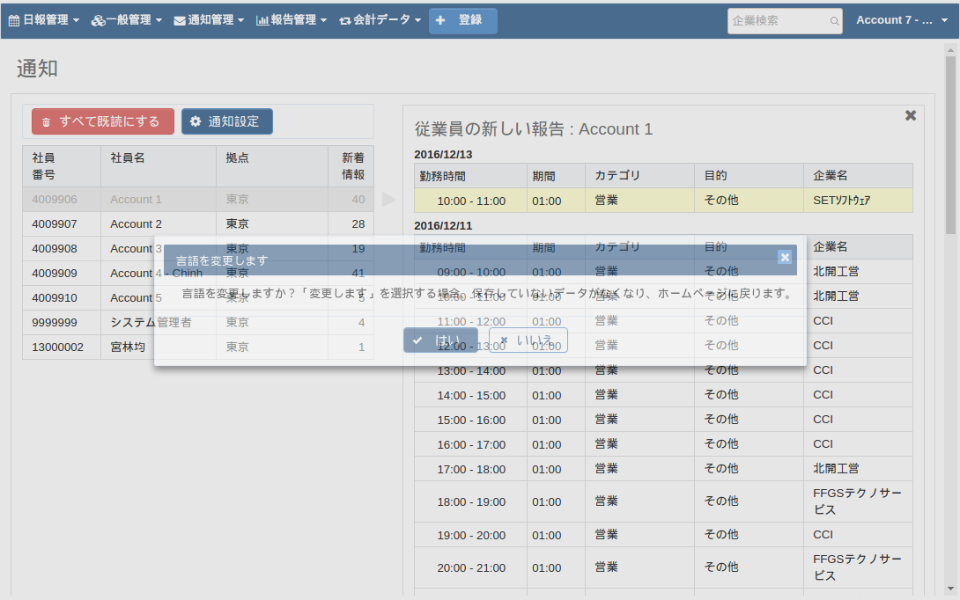 日報管理 一般管理 通知管理 報告管理 会計データ 登録 企業検索 Account 7 - ...
通知
すべて既読にする 通知設定
社員番号 社員名 拠点 新着情報
4009906 Account 1 東京 40
4009907 Account 2 東京 28
4009908 Account 3 東京 19
4009909 Account 4 - Chinh 東京 41
4009910 Account 5 東京 5
9999999 システム管理者 東京 4
13000002 宮林均 東京 1
従業員の新しい報告 : Account 1
2016/12/13
勤務時間 期間 カテゴリ 目的 企業名
10:00 - 11:00 01:00 営業 その他 SETソフトウェア
2016/12/11
勤務時間 期間 カテゴリ 目的 企業名
09:00 - 10:00 01:00 営業 その他 北開工営
10:00 - 11:00 01:00 営業 その他 北開工営
11:00 - 12:00 01:00 営業 その他 CCI
12:00 - 13:00 01:00 営業 その他 CCI
13:00 - 14:00 01:00 営業 その他 CCI
14:00 - 15:00 01:00 営業 その他 CCI
15:00 - 16:00 01:00 営業 その他 CCI
16:00 - 17:00 01:00 営業 その他 CCI
17:00 - 18:00 01:00 営業 その他 北開工営
18:00 - 19:00 01:00 営業 その他 FFGSテクノサービス
19:00 - 20:00 01:00 営業 その他 CCI
20:00 - 21:00 01:00 営業 その他 FFGSテクノサービス
言語を変更します
言語を変更しますか？「変更します」を選択する場合、保存していないデータがなくなり、ホームページに戻ります。
はい いいえ